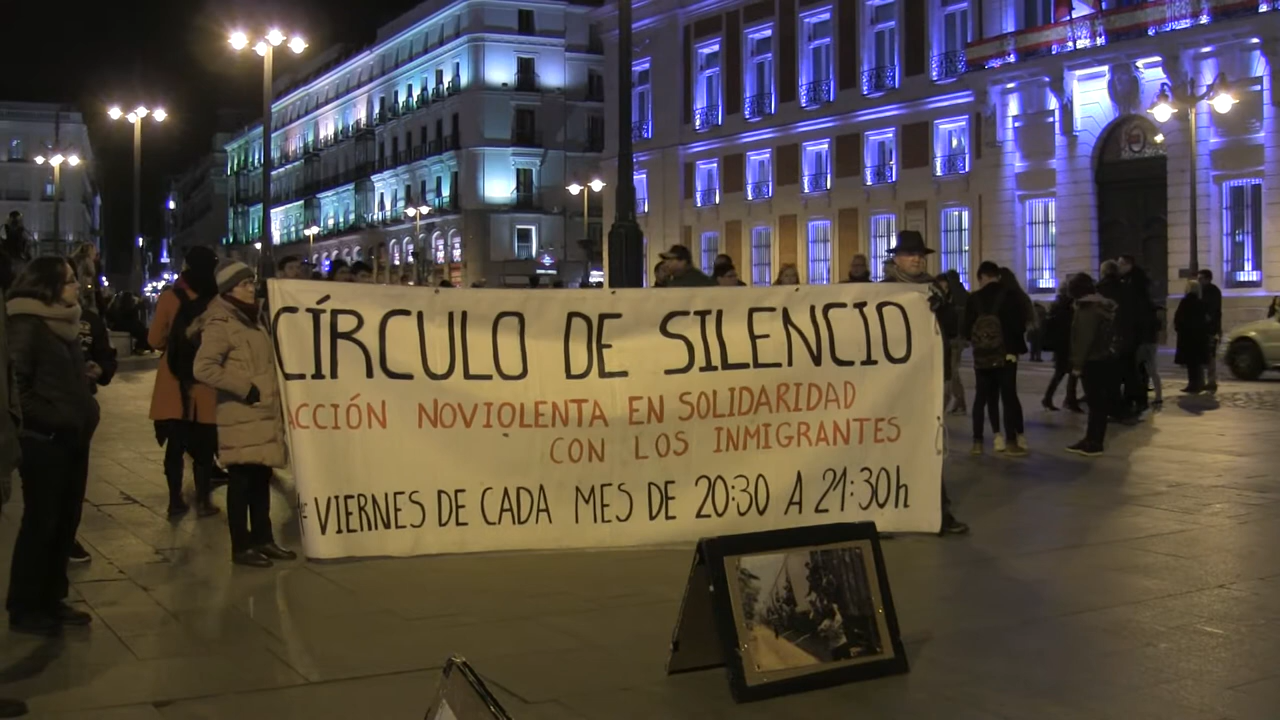 CÍRCULO DE SILENCIO
ACCIÓN NOVIOLENTA EN SOLIDARIDAD
CON LOS INMIGRANTES
VIERNES DE CADA MES DE 20:30 A 21:30h